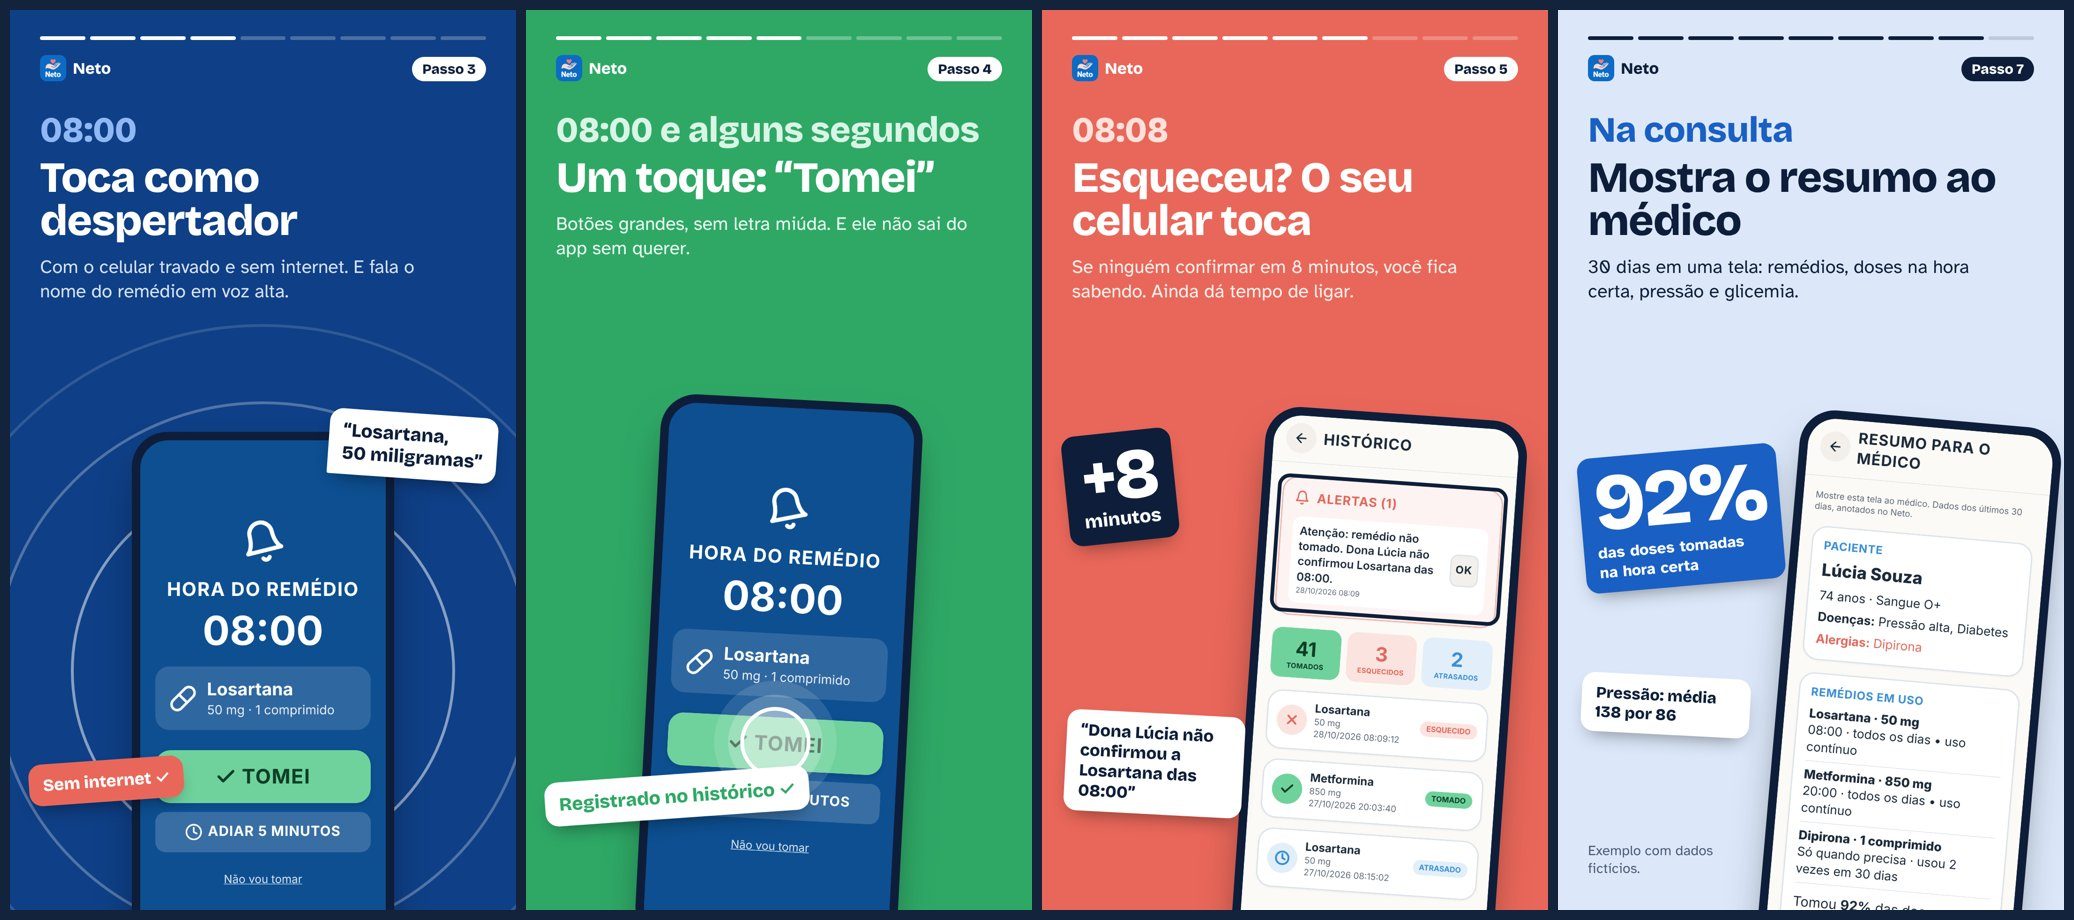 Neto
Neto
Passo 3
08:00
Toca como
despertador
Com o celular travado e sem internet. E fala o
nome do remédio em voz alta.
“Losartana,
50 miligramas”
HORA DO REMÉDIO
08:00
Losartana
50 mg · 1 comprimido
Sem internet
TOMEI
ADIAR 5 MINUTOS
Não vou tomar
Neto
Neto
Passo 4
08:00 e alguns segundos
Um toque: “Tomei”
Botões grandes, sem letra miúda. E ele não sai do
app sem querer.
HORA DO REMÉDIO
08:00
Losartana
50 mg · 1 comprimido
TOMEI
Registrado no histórico
UTOS
Não vou tomar
Neto
Neto
Passo 5
08:08
Esqueceu? O seu
celular toca
Se ninguém confirmar em 8 minutos, você fica
sabendo. Ainda dá tempo de ligar.
+8
minutos
“Dona Lúcia não
confirmou a
Losartana das
08:00”
HISTÓRICO
ALERTAS (1)
Atenção: remédio não
tomado. Dona Lúcia não
confirmou Losartana das
08:00.
28/10/2026 08:09
OK
41
TOMADOS
3
ESQUECIDOS
2
ATRASADOS
Losartana
50 mg
28/10/2026 08:09:12
ESQUECIDO
Metformina
850 mg
27/10/2026 20:03:40
TOMADO
Losartana
50 mg
27/10/2026 08:15:02
ATRASADO
Neto
Neto
Passo 7
Na consulta
Mostra o resumo ao
médico
30 dias em uma tela: remédios, doses na hora
certa, pressão e glicemia.
92%
das doses tomadas
na hora certa
Pressão: média
138 por 86
Exemplo com dados
fictícios.
RESUMO PARA O
MÉDICO
Mostre esta tela ao médico. Dados dos últimos 30
dias, anotados no Neto.
PACIENTE
Lúcia Souza
74 anos · Sangue O+
Doenças: Pressão alta, Diabetes
Alergias: Dipirona
REMÉDIOS EM USO
Losartana · 50 mg
08:00 · todos os dias • uso
contínuo
Metformina · 850 mg
20:00 · todos os dias • uso
contínuo
Dipirona · 1 comprimido
Só quando precisa · usou 2
vezes em 30 dias
Tomou 92% das